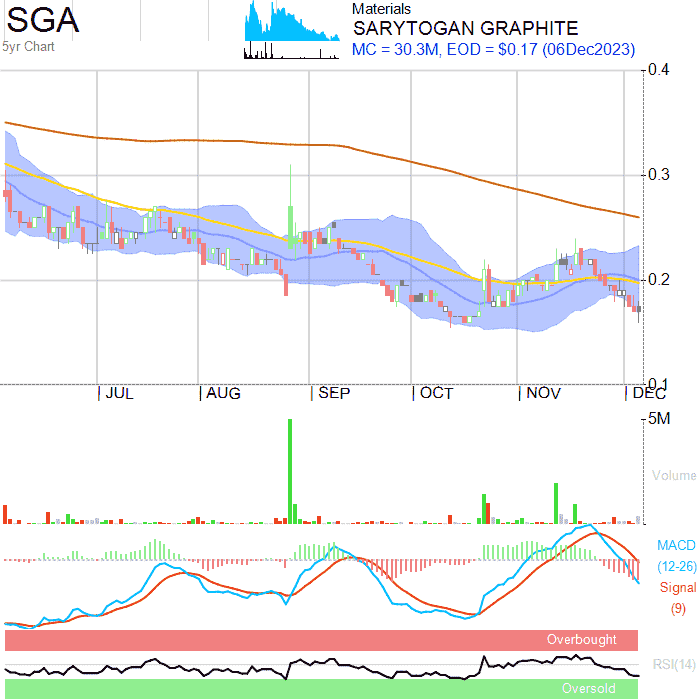 SGA
5yr Chart
Materials
SARYTOGAN GRAPHITE
MC = 30.3M, EOD = $0.17 (06Dec2023)
0.4
0.3
0.2
0.1
JUL AUG SEP OCT NOV DEC
5M
Volume
MACD
(12-26)
Signal
(9)
Overbought
RSI(14)
Oversold